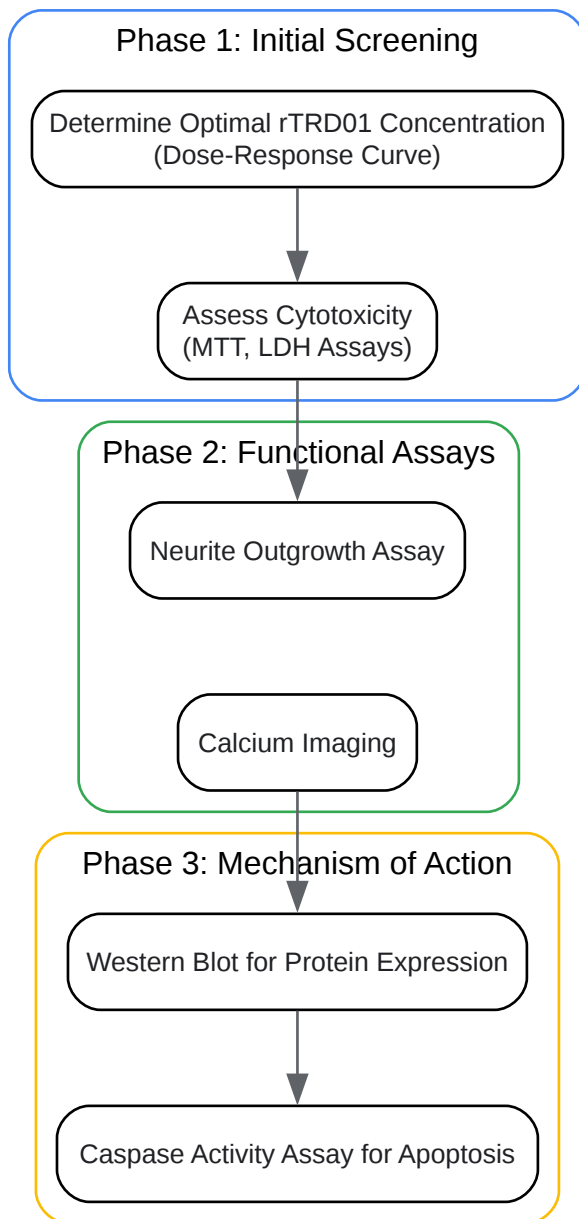 Phase 1: Initial Screening
Determine Optimal rTRD01 Concentration
(Dose-Response Curve)
Assess Cytotoxicity
(MTT, LDH Assays)
Phase 2: Functional Assays
Neurite Outgrowth Assay
Calcium Imaging
Phase 3: Mechanism of Action
Western Blot for Protein Expression
Caspase Activity Assay for Apoptosis